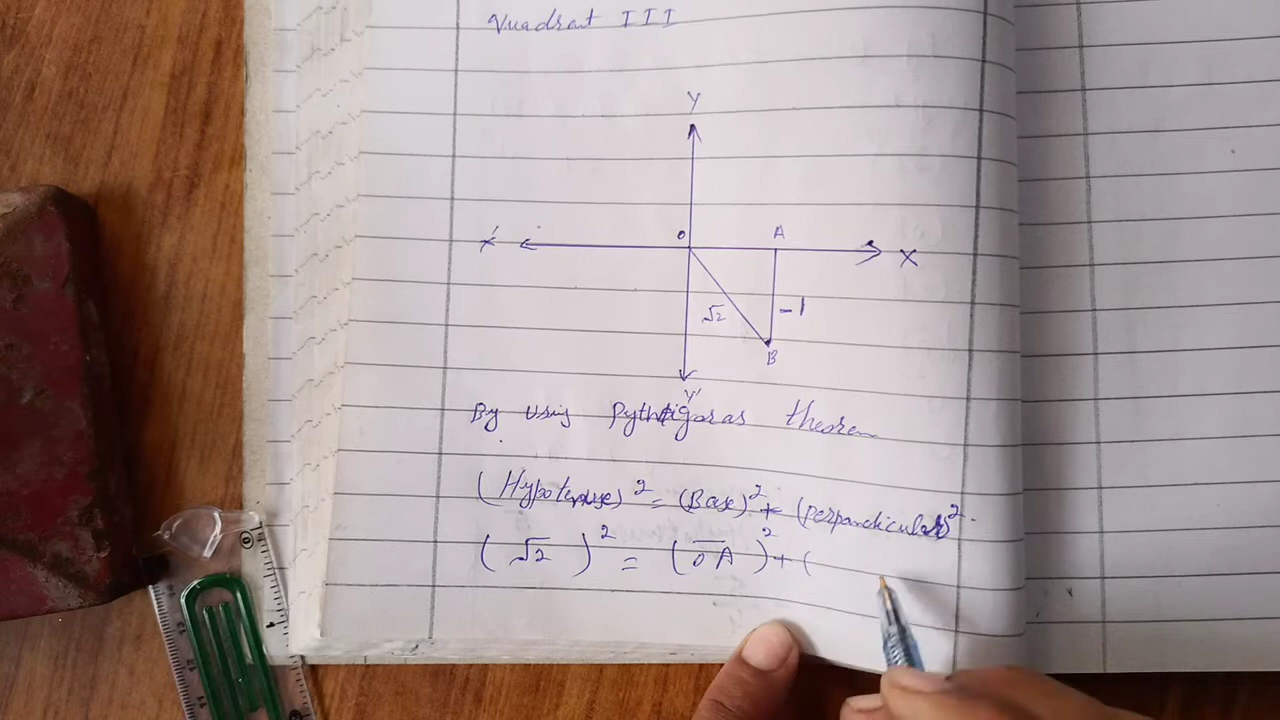 Quadrant III
Y
X' O A X
√2 -1
B
Y'
By using Pythagoras theorem
(Hypotenuse)² = (Base)² + (perpendicular)².
(√2)² = (OA)² + (